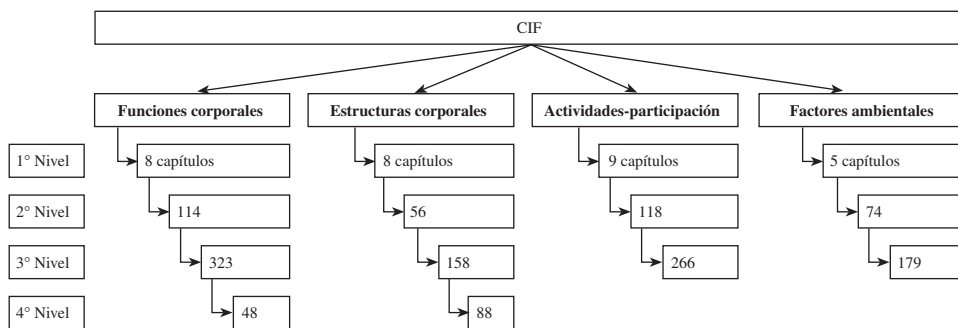 CIF
Funciones corporales Estructuras corporales Actividades-participación Factores ambientales
1° Nivel 8 capítulos 8 capítulos 9 capítulos 5 capítulos
2° Nivel 114 56 118 74
3° Nivel 323 158 266 179
4° Nivel 48 88